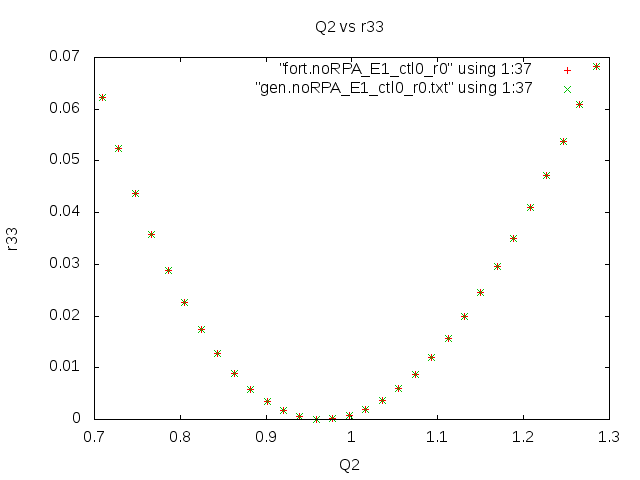 Q2 vs r33
"fort.noRPA_E1_ctl0_r0" using 1:37
"gen.noRPA_E1_ctl0_r0.txt" using 1:37
0.07
0.06
0.05
0.04
0.03
0.02
0.01
0
r33
0.7 0.8 0.9 1 1.1 1.2 1.3
Q2